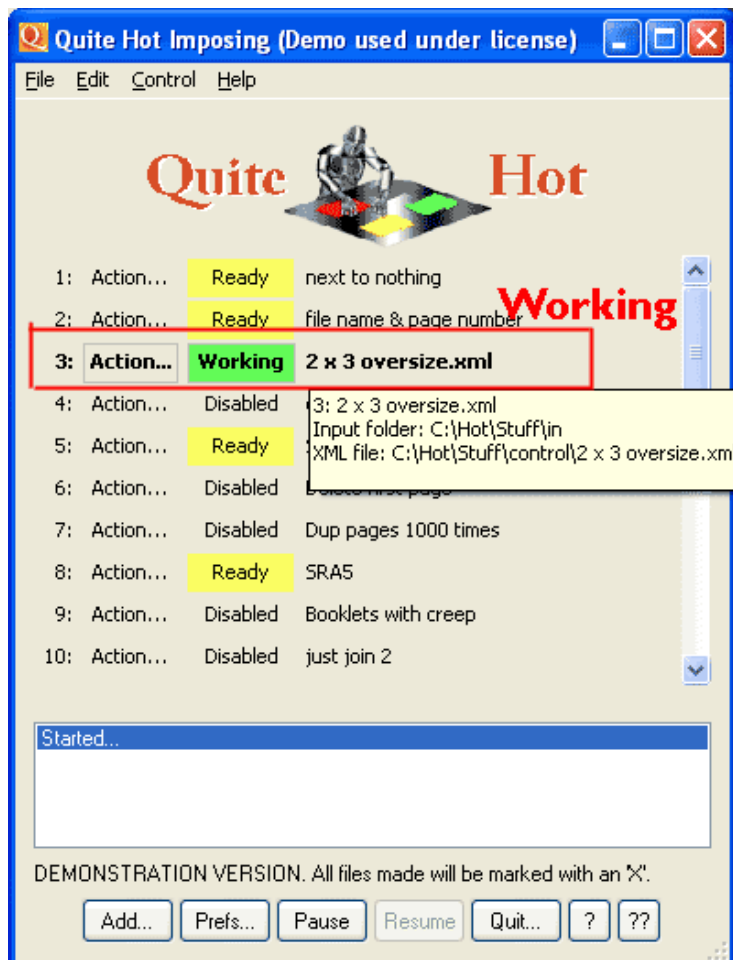 Quite Hot Imposing (Demo used under license)
File Edit Control Help
Quite Hot
1: Action... Ready next to nothing
Working
2: Action... Ready file name & page number
3: Action... Working 2 x 3 oversize.xml
4: Action... Disabled
3: 2 x 3 oversize.xml
Input folder: C:\Hot\Stuff\in
5: Action... Ready
XML file: C:\Hot\Stuff\control\2 x 3 oversize.xm
6: Action... Disabled Delete first page
7: Action... Disabled Dup pages 1000 times
8: Action... Ready SRA5
9: Action... Disabled Booklets with creep
10: Action... Disabled just join 2
Started...
DEMONSTRATION VERSION. All files made will be marked with an 'X'.
Add... Prefs... Pause Resume Quit... ? ??